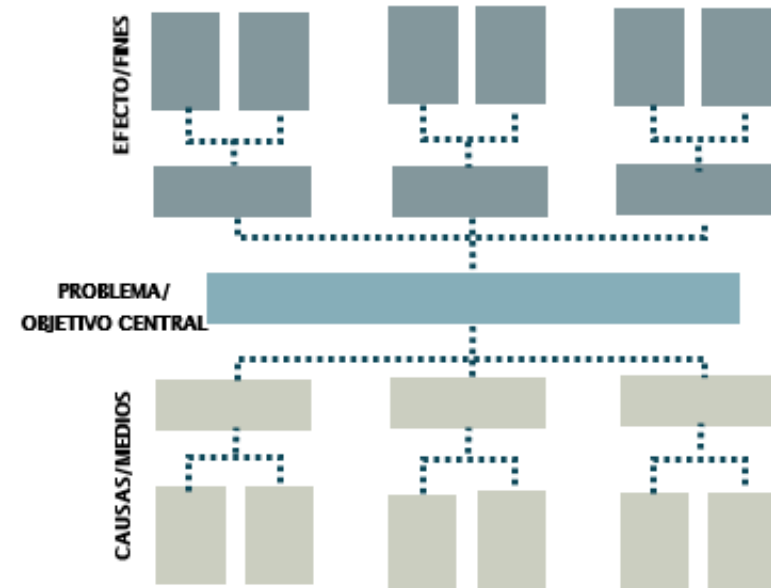 EFECTO/FINES
PROBLEMA/
OBJETIVO CENTRAL
CAUSAS/MEDIOS